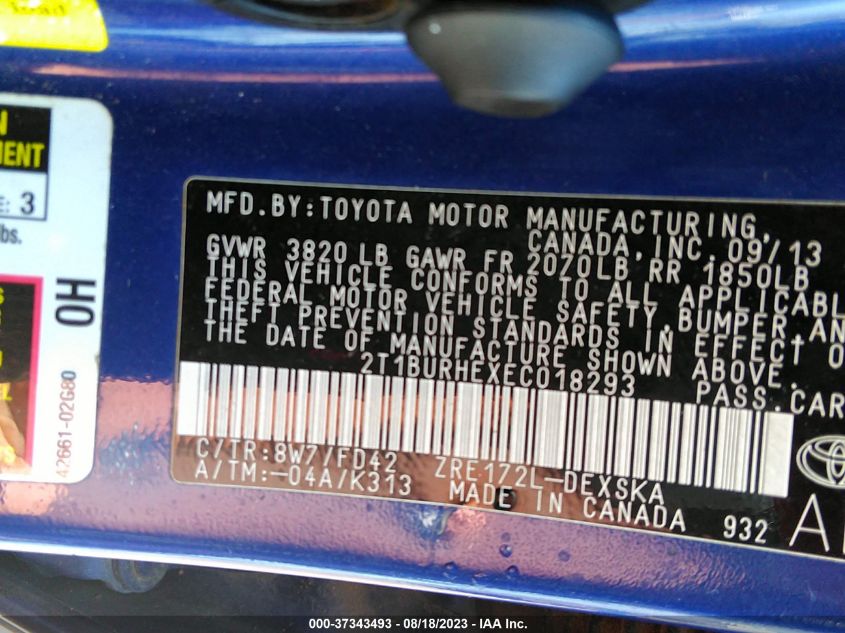 MENT
: 3
lbs.
OH
42661-02G80
MFD.BY:TOYOTA MOTOR MANUFACTURING,
CANADA, INC. 09/13
GVWR 3820 LB GAWR FR 2070LB, RR 1850LB
THIS VEHICLE CONFORMS TO ALL APPLICABL
FEDERAL MOTOR VEHICLE SAFETY, BUMPER AN
THEFT PREVENTION STANDARDS IN EFFECT O
THE DATE OF MANUFACTURE SHOWN ABOVE.
2T1BURHEXEC018293 PASS.CAR
C/TR:8W7/FD42 ZRE172L-DEXSKA
A/TM:-04A/K313 MADE IN CANADA 932
000-37343493 - 08/18/2023 - IAA Inc.